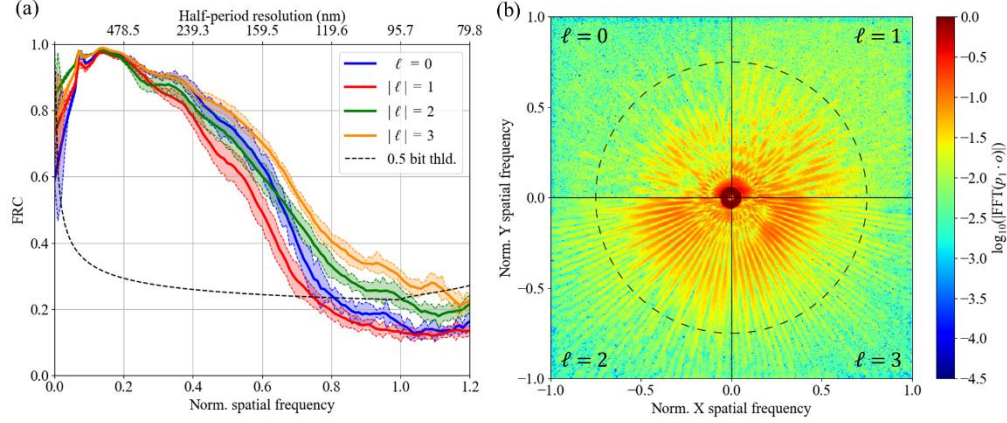 (a)
Half-period resolution (nm)
478.5 239.3 159.5 119.6 95.7 79.8
1.0
0.8
0.6
0.4
0.2
0.0
FRC
ℓ = 0
|ℓ| = 1
|ℓ| = 2
|ℓ| = 3
0.5 bit thld.
0.0 0.2 0.4 0.6 0.8 1.0 1.2
Norm. spatial frequency
(b)
1.0
0.5
0.0
−0.5
−1.0
Norm. Y spatial frequency
ℓ = 0
ℓ = 1
ℓ = 2
ℓ = 3
−1.0 −0.5 0.0 0.5 1.0
Norm. X spatial frequency
0.0
−0.5
−1.0
−1.5
−2.0
−2.5
−3.0
−3.5
−4.0
−4.5
log₁₀(|FFT(p₁ · o)|)